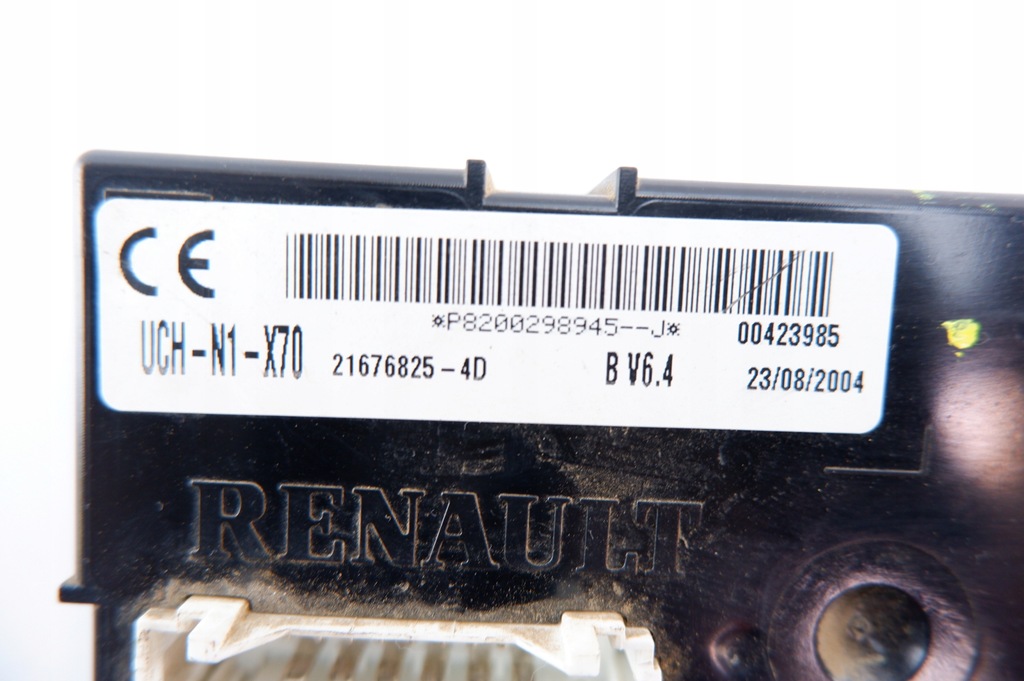 CE
*P8200298945--J* 00423985
UCH-N1-X70 21676825-4D B V6.4 23/08/2004
RENAULT